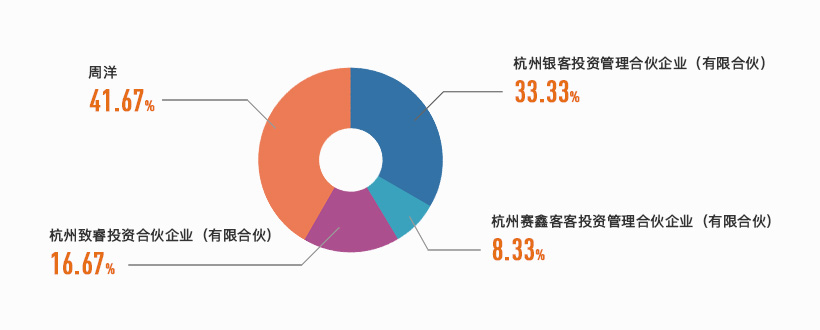 周洋
41.67%
杭州银客投资管理合伙企业（有限合伙）
33.33%
杭州致睿投资合伙企业（有限合伙）
16.67%
杭州赛鑫客客投资管理合伙企业（有限合伙）
8.33%